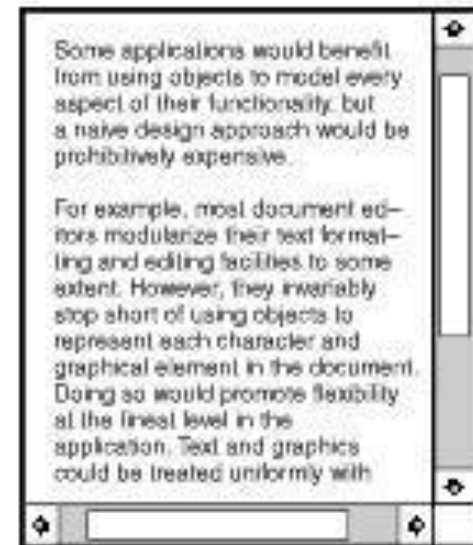 Some applications would benefit
from using objects to model every
aspect of their functionality, but
a naive design approach would be
prohibitively expensive.
For example, most document ed–
itors modularize their text format–
ting and editing facilities to some
extent. However, they invariably
stop short of using objects to
represent each character and
graphical element in the document.
Doing so would promote flexibility
at the finest level in the
application. Text and graphics
could be treated uniformly with